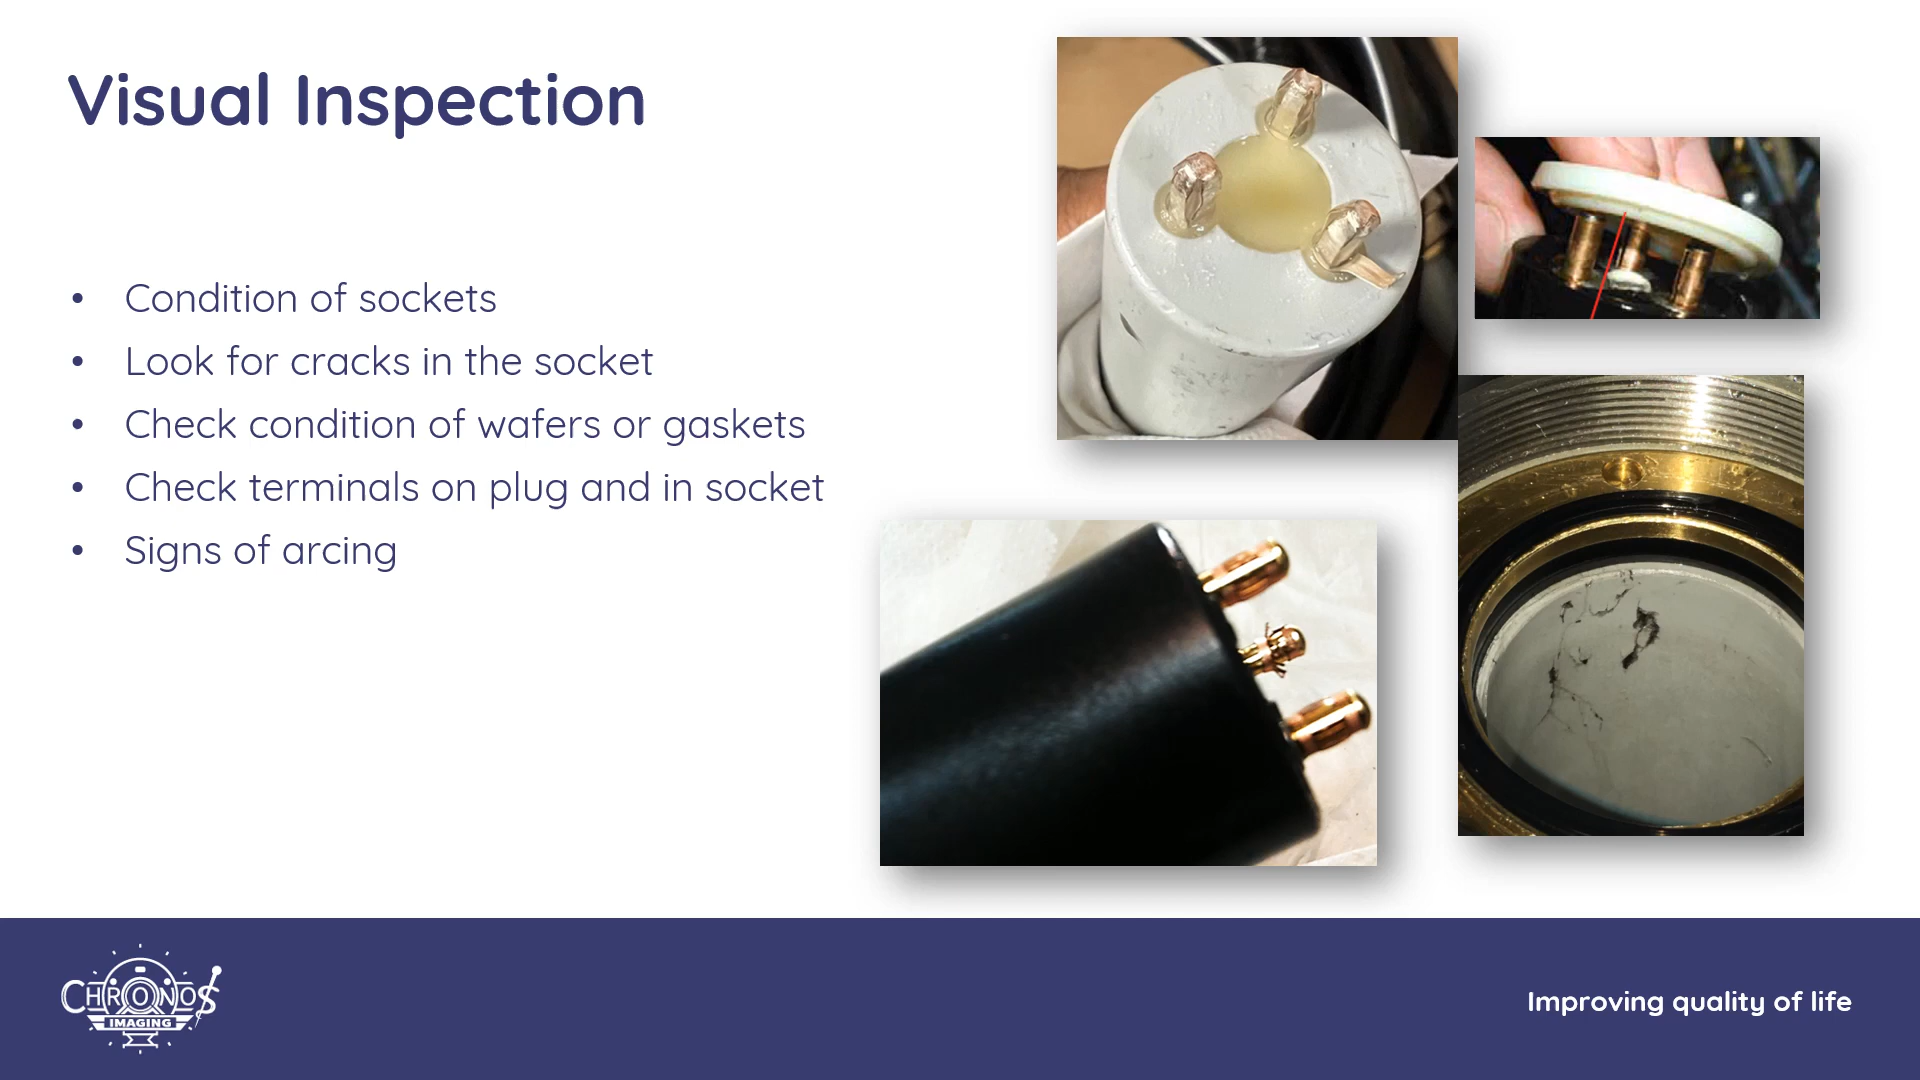 Visual Inspection
• Condition of sockets
• Look for cracks in the socket
• Check condition of wafers or gaskets
• Check terminals on plug and in socket
• Signs of arcing
CHRONOS
IMAGING
Improving quality of life